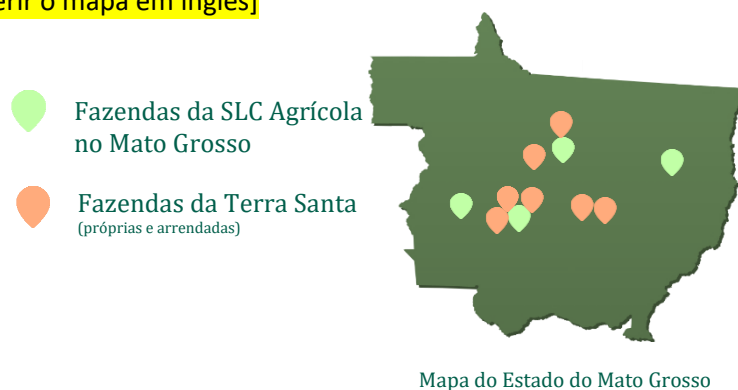 o mapa em inglês]
Fazendas da SLC Agrícola
no Mato Grosso
Fazendas da Terra Santa
(próprias e arrendadas)
Mapa do Estado do Mato Grosso